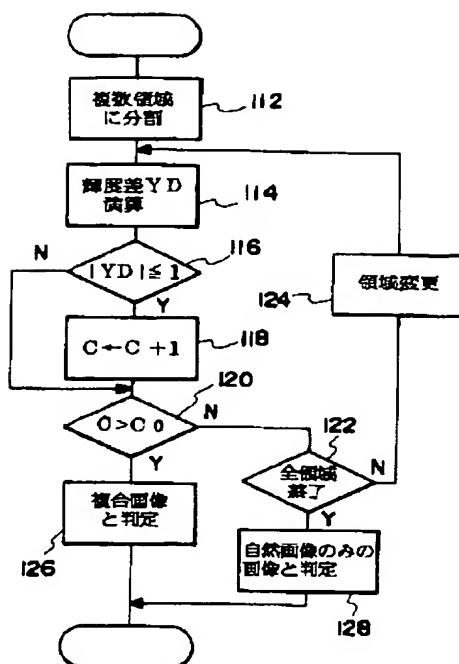 複数領域
に分割
112
輝度差YD
演算
114
N
|YD|≦1
116
Y
C←C+1
118
120
C>C0
N
Y
複合画像
と判定
126
領域変更
124
122
全領域
終了
N
Y
自然画像のみの
画像と判定
128